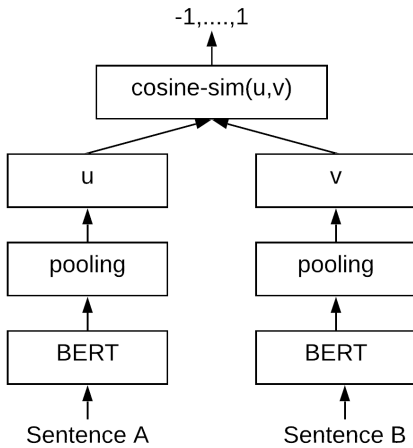 -1,....,1
cosine-sim(u,v)
u
v
pooling
pooling
BERT
BERT
Sentence A
Sentence B